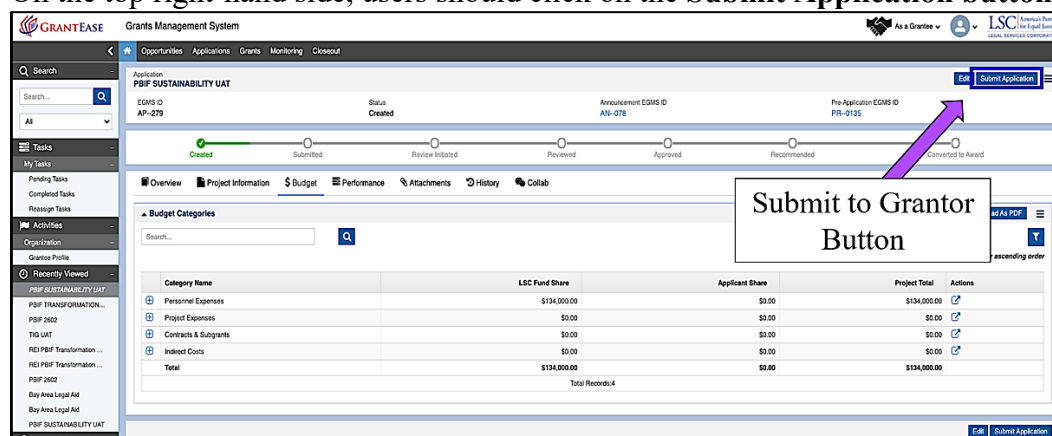 On the top right-hand side, users should click on the Submit Application button
GRANTEASE Grants Management System As a Grantee LSC America's Partner for Equal Justice
LEGAL SERVICES CORPORATION
Opportunities Applications Grants Monitoring Closeout
Search
Application
PBIF SUSTAINABILITY UAT
Edit Submit Application
Search...
All
EGMS ID Status Announcement EGMS ID Pre-Application EGMS ID
AP--279 Created AN--078 PR--0135
Tasks
My Tasks
Pending Tasks
Completed Tasks
Reassign Tasks
Created Submitted Review Initiated Reviewed Approved Recommended Converted to Award
Overview Project Information $ Budget Performance Attachments History Collab
Submit to Grantor
Button
Activities
Organization
Grantee Profile
Recently Viewed
PBIF SUSTAINABILITY UAT
PBIF TRANSFORMATION...
PBIF 2602
TIG UAT
REI PBIF Transformation ...
REI PBIF Transformation ...
PBIF 2602
Bay Area Legal Aid
Bay Area Legal Aid
PBIF SUSTAINABILITY UAT
Budget Categories
ad As PDF
Search...
ascending order
Category Name LSC Fund Share Applicant Share Project Total Actions
Personnel Expenses $134,000.00 $0.00 $134,000.00
Project Expenses $0.00 $0.00 $0.00
Contracts & Subgrants $0.00 $0.00 $0.00
Indirect Costs $0.00 $0.00 $0.00
Total $134,000.00 $0.00 $134,000.00
Total Records:4
Edit Submit Application